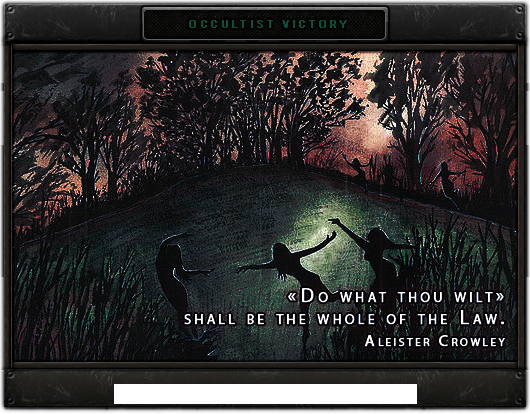 OCCULTIST VICTORY
«Do what thou wilt»
shall be the whole of the Law.
Aleister Crowley